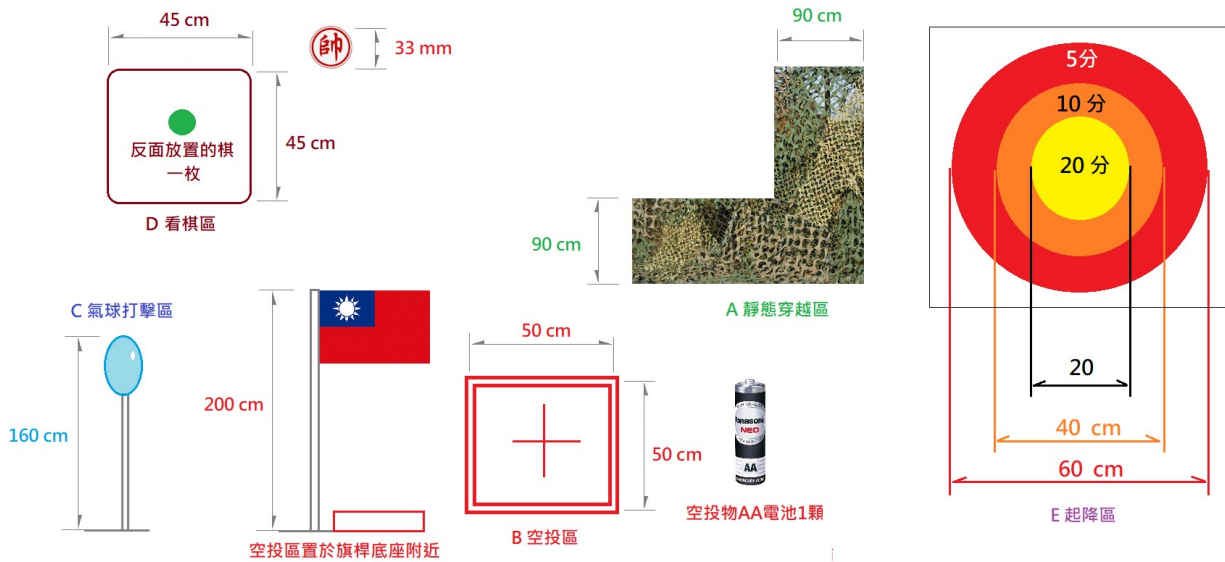 45 cm
帥
33 mm
45 cm
反面放置的棋
一枚
D 看棋區
90 cm
90 cm
A 靜態穿越區
5分
10 分
20 分
20
40 cm
60 cm
E 起降區
C 氣球打擊區
160 cm
200 cm
空投區置於旗桿底座附近
50 cm
50 cm
B 空投區
Panasonic
NEO
AA
空投物AA電池1顆